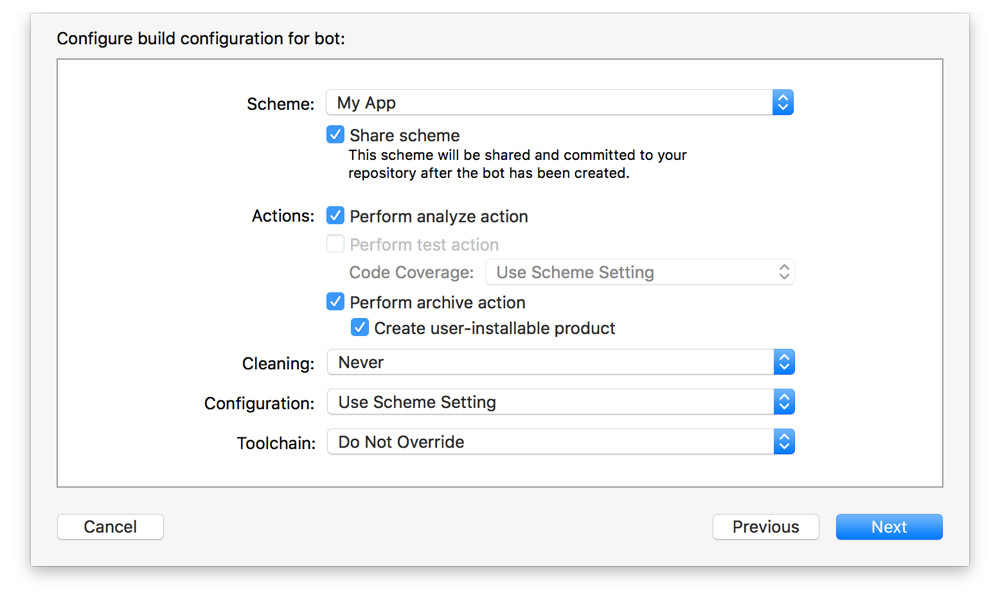 Configure build configuration for bot:
Scheme: My App
Share scheme
This scheme will be shared and committed to your
repository after the bot has been created.
Actions: Perform analyze action
Perform test action
Code Coverage: Use Scheme Setting
Perform archive action
Create user-installable product
Cleaning: Never
Configuration: Use Scheme Setting
Toolchain: Do Not Override
Cancel Previous Next